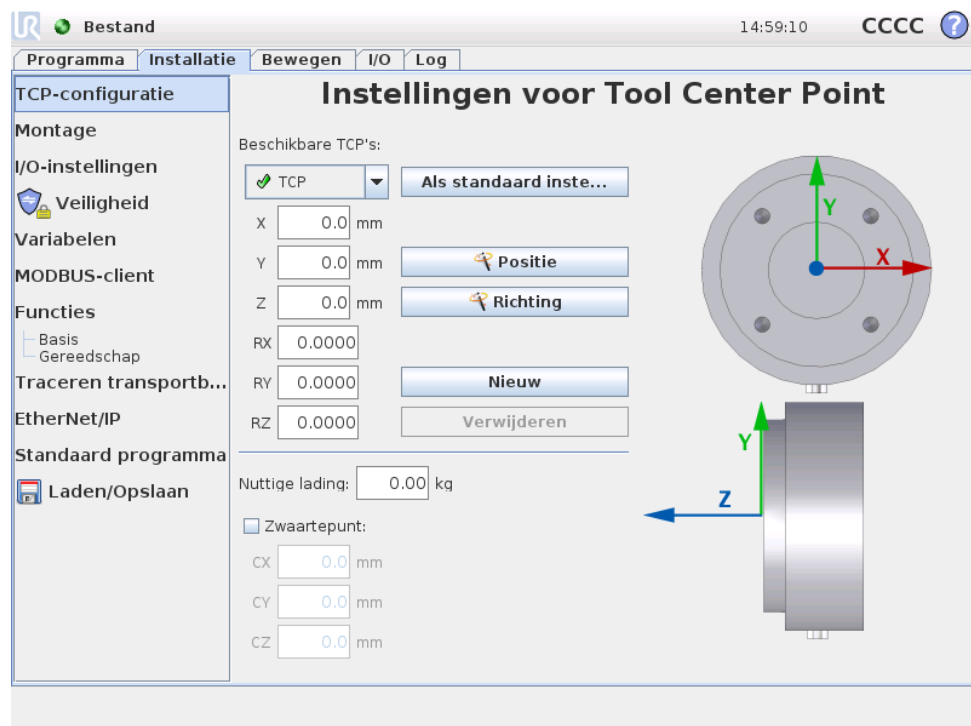 UR Bestand 14:59:10 CCCC ?
Programma Installatie Bewegen I/O Log
TCP-configuratie
Montage
I/O-instellingen
Veiligheid
Variabelen
MODBUS-client
Functies
Basis
Gereedschap
Traceren transportb...
EtherNet/IP
Standaard programma
Laden/Opslaan
Instellingen voor Tool Center Point
Beschikbare TCP's:
TCP Als standaard inste...
X 0.0 mm
Y 0.0 mm Positie
Z 0.0 mm Richting
RX 0.0000
RY 0.0000 Nieuw
RZ 0.0000 Verwijderen
Nuttige lading: 0.00 kg
Zwaartepunt:
CX 0.0 mm
CY 0.0 mm
CZ 0.0 mm
Y
X
Y
Z